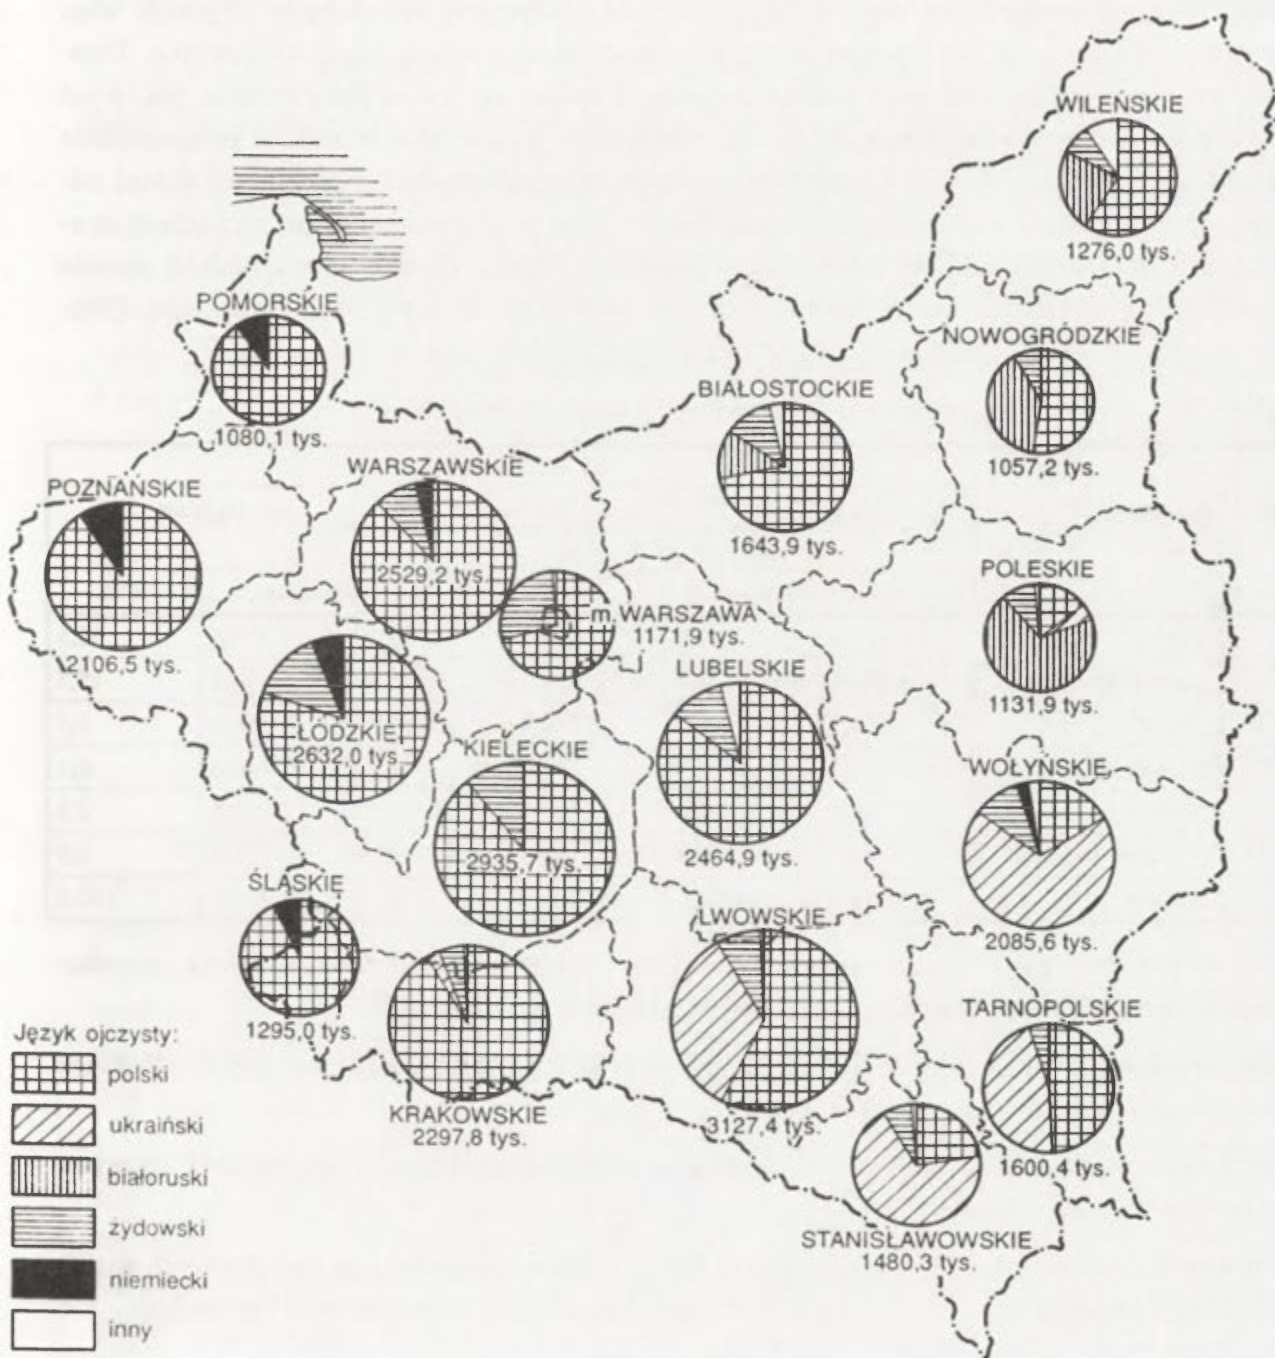 WILEŃSKIE
1276,0 tys.
POMORSKIE
1080,1 tys.
NOWOGRÓDZKIE
1057,2 tys.
BIAŁOSTOCKIE
1643,9 tys.
WARSZAWSKIE
2529,2 tys.
POZNAŃSKIE
2106,5 tys.
POLESKIE
1131,9 tys.
m. WARSZAWA
1171,9 tys.
LUBELSKIE
2464,9 tys.
ŁÓDZKIE
2632,0 tys.
KIELECKIE
2935,7 tys.
WOŁYŃSKIE
2085,6 tys.
ŚLĄSKIE
1295,0 tys.
LWOWSKIE
3127,4 tys.
TARNOPOLSKIE
1600,4 tys.
KRAKOWSKIE
2297,8 tys.
STANISŁAWOWSKIE
1480,3 tys.
Język ojczysty:
polski
ukraiński
białoruski
żydowski
niemiecki
inny